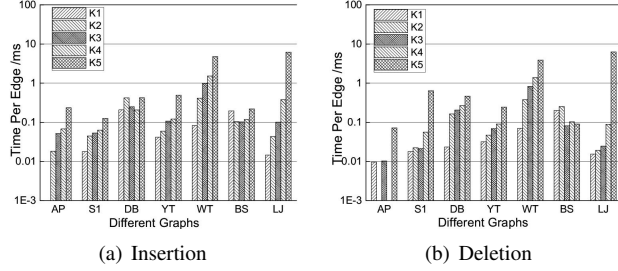 100
10
1
0.1
0.01
1E-3
Time Per Edge /ms
K1
K2
K3
K4
K5
AP S1 DB YT WT BS LJ
Different Graphs
(a) Insertion
100
10
1
0.1
0.01
1E-3
Time Per Edge /ms
K1
K2
K3
K4
K5
AP S1 DB YT WT BS LJ
Different Graphs
(b) Deletion